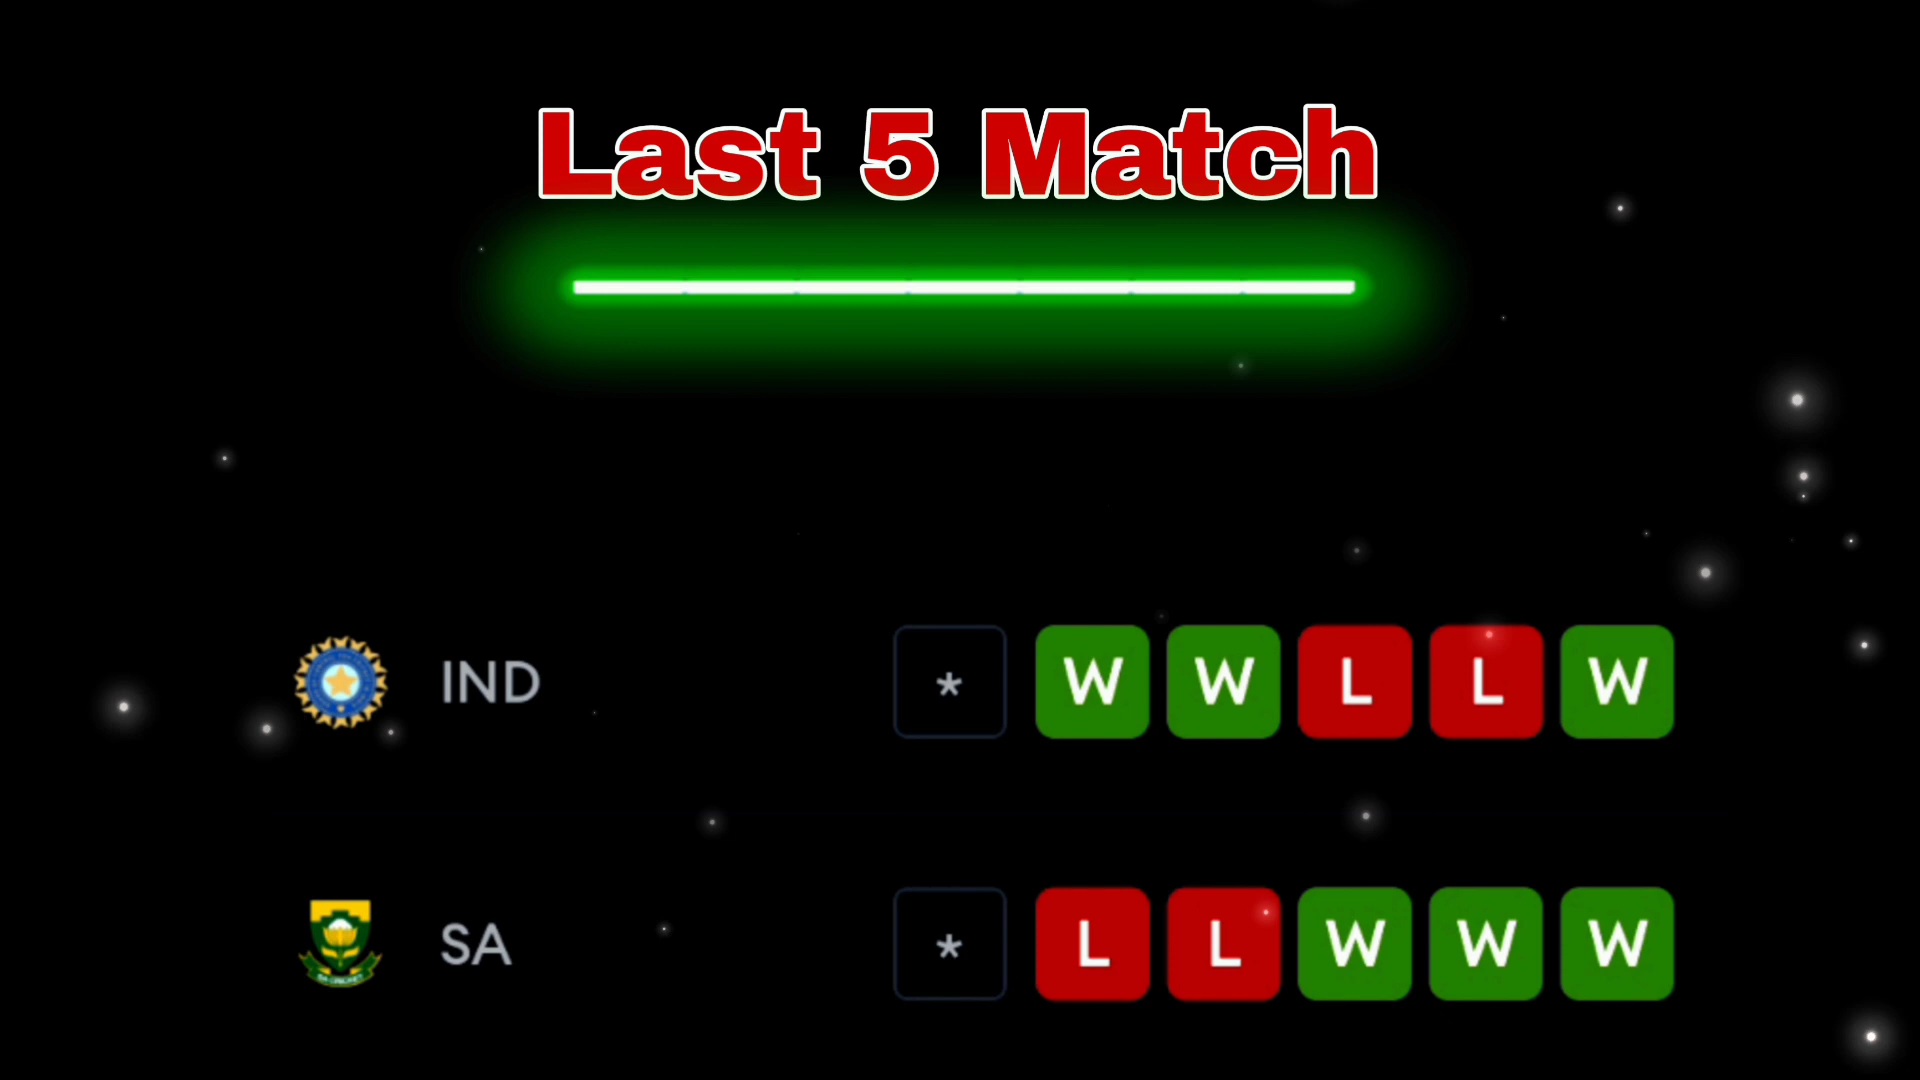 Last 5 Match
IND * W W L L W
SA * L L W W W